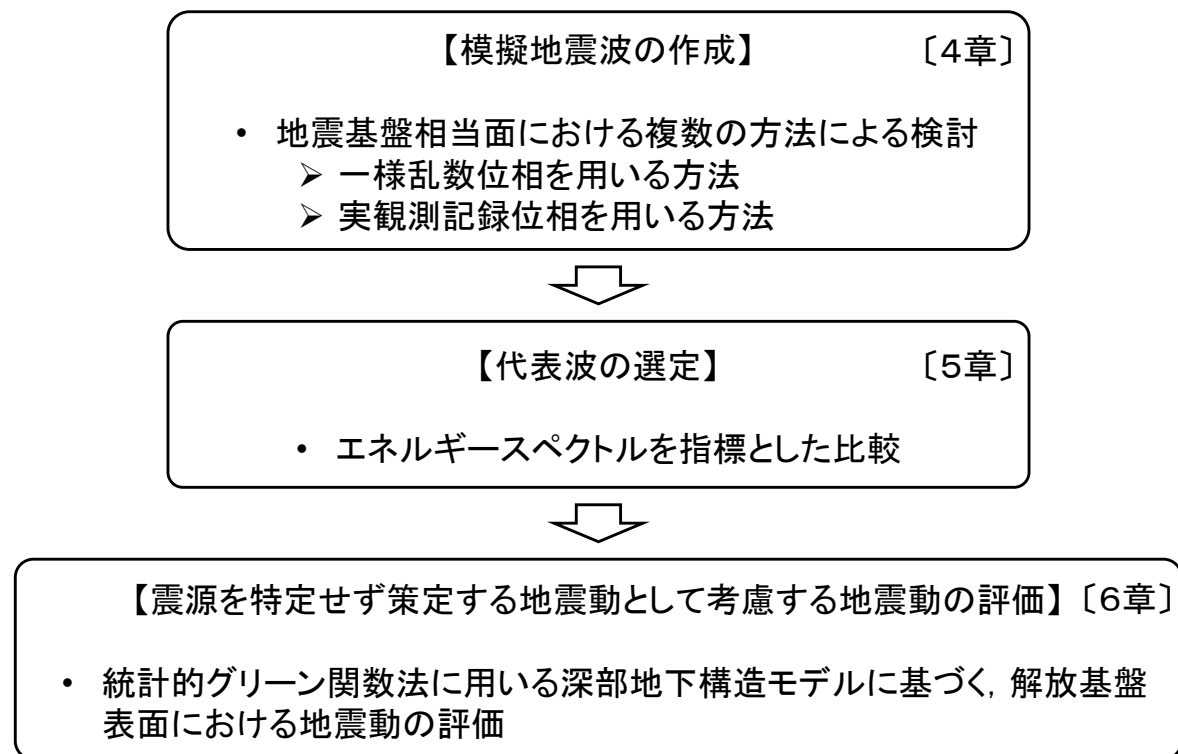 【模擬地震波の作成】 〔4章〕
• 地震基盤相当面における複数の方法による検討
➢ 一様乱数位相を用いる方法
➢ 実観測記録位相を用いる方法
【代表波の選定】 〔5章〕
• エネルギースペクトルを指標とした比較
【震源を特定せず策定する地震動として考慮する地震動の評価】〔6章〕
• 統計的グリーン関数法に用いる深部地下構造モデルに基づく，解放基盤
表面における地震動の評価